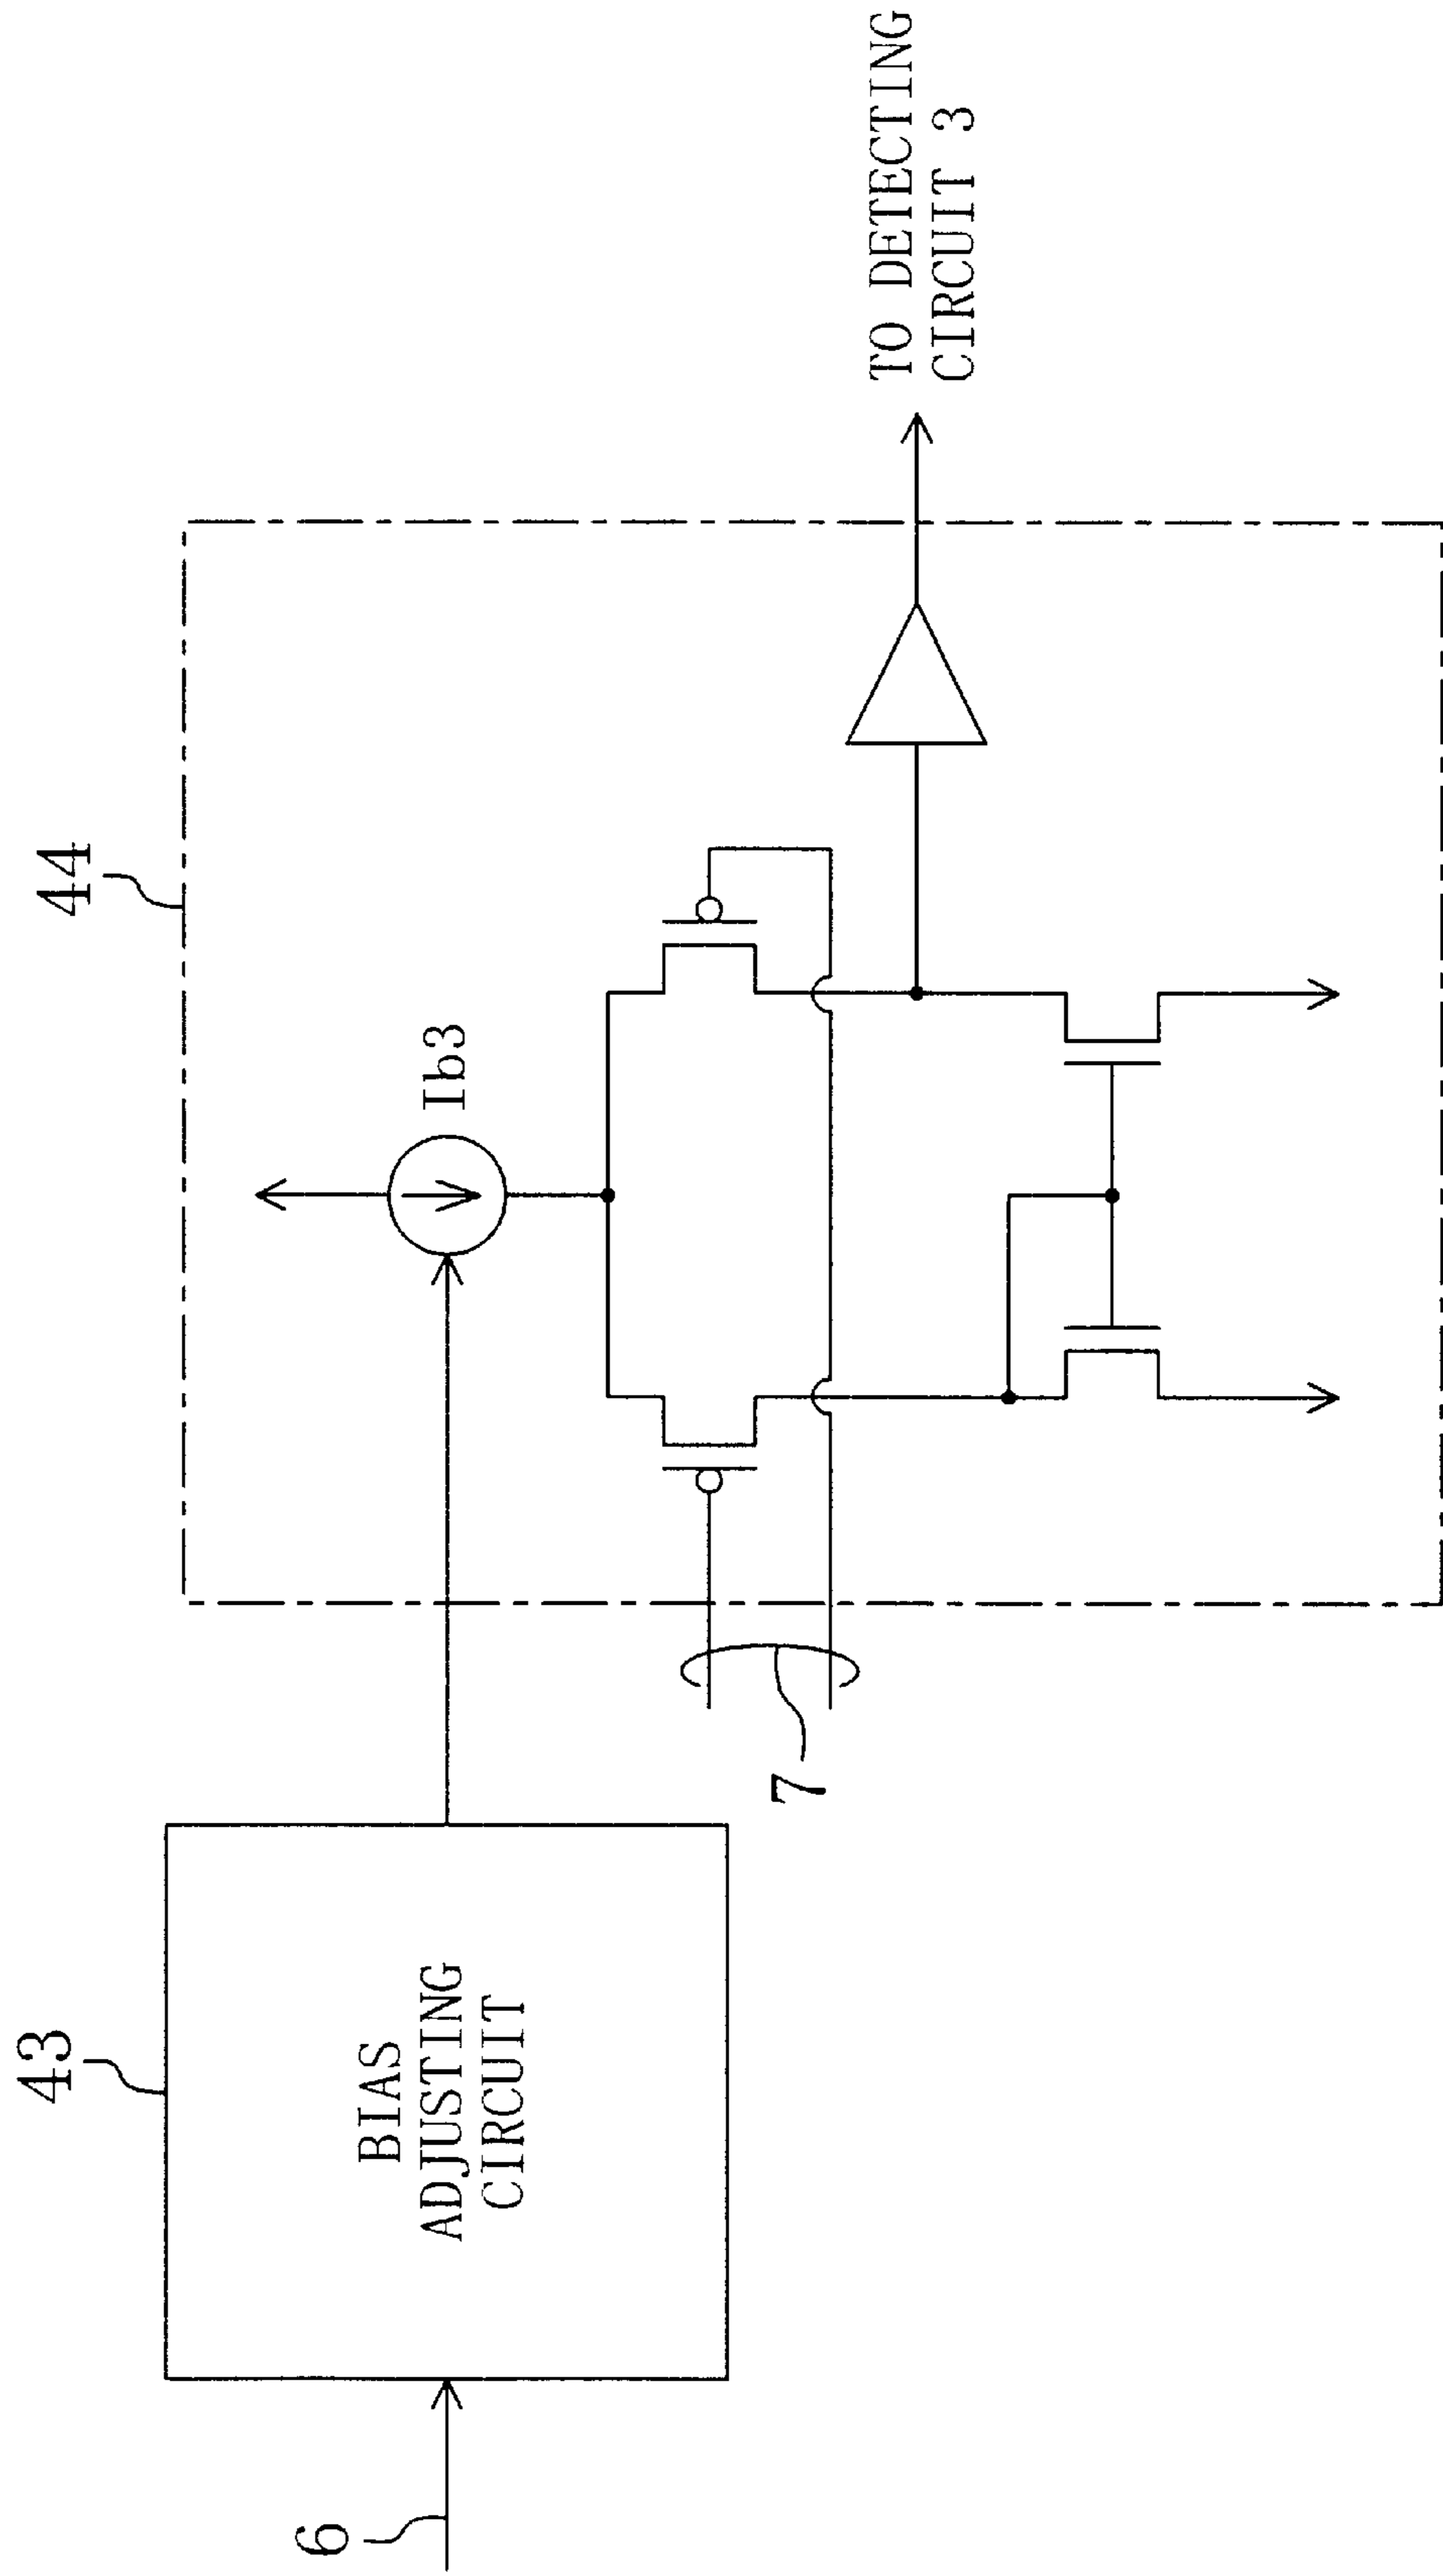 44
43
Ib3
BIAS
ADJUSTING
CIRCUIT
6
7
TO DETECTING
CIRCUIT 3